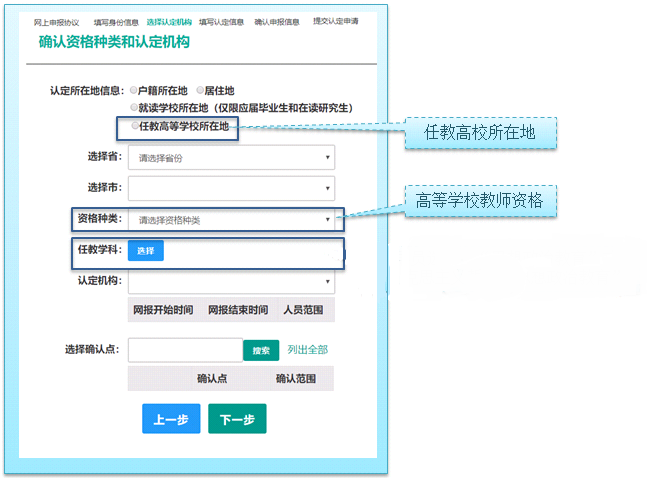 网上申报协议 填写身份信息 选择认定机构 填写认定信息 确认申报信息 提交认定申请
确认资格种类和认定机构
认定所在地信息: 户籍所在地 居住地
就读学校所在地（仅限应届毕业生和在读研究生）
任教高等学校所在地
任教高校所在地
选择省: 请选择省份
选择市:
高等学校教师资格
资格种类: 请选择资格种类
任教学科: 选择
认定机构:
网报开始时间 网报结束时间 人员范围
选择确认点: 搜索 列出全部
确认点 确认范围
上一步 下一步